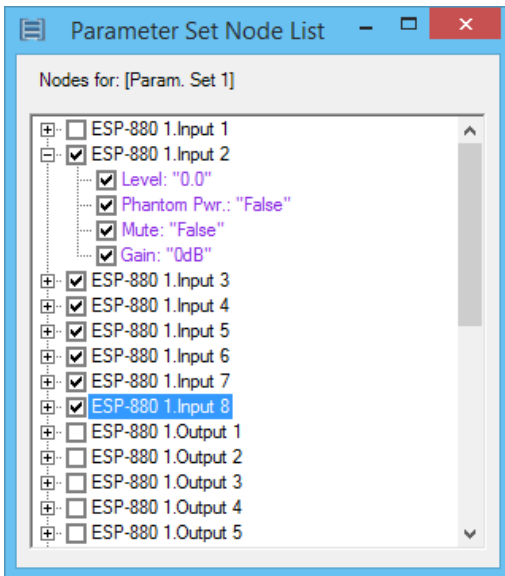 Parameter Set Node List
Nodes for: [Param. Set 1]
ESP-880 1.Input 1
ESP-880 1.Input 2
Level: "0.0"
Phantom Pwr.: "False"
Mute: "False"
Gain: "0dB"
ESP-880 1.Input 3
ESP-880 1.Input 4
ESP-880 1.Input 5
ESP-880 1.Input 6
ESP-880 1.Input 7
ESP-880 1.Input 8
ESP-880 1.Output 1
ESP-880 1.Output 2
ESP-880 1.Output 3
ESP-880 1.Output 4
ESP-880 1.Output 5